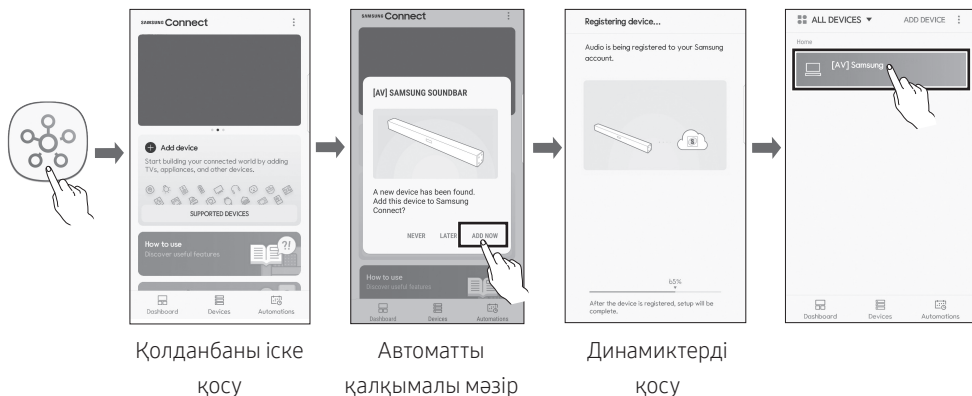 SAMSUNG Connect
Add device
Start building your connected world by adding
TVs, appliances, and other devices.
SUPPORTED DEVICES
How to use
Discover useful features
Dashboard Devices Automations
Қолданбаны іске
қосу
SAMSUNG Connect
[AV] SAMSUNG SOUNDBAR
A new device has been found.
Add this device to Samsung
Connect?
NEVER LATER ADD NOW
How to use
Discover useful features
Dashboard Devices Automations
Автоматты
қалқымалы мәзір
Registering device...
Audio is being registered to your Samsung
account.
S
65%
After the device is registered, setup will be
complete.
Динамиктерді
қосу
ALL DEVICES ▼ ADD DEVICE
Home
[AV] Samsung
Dashboard Devices Automations